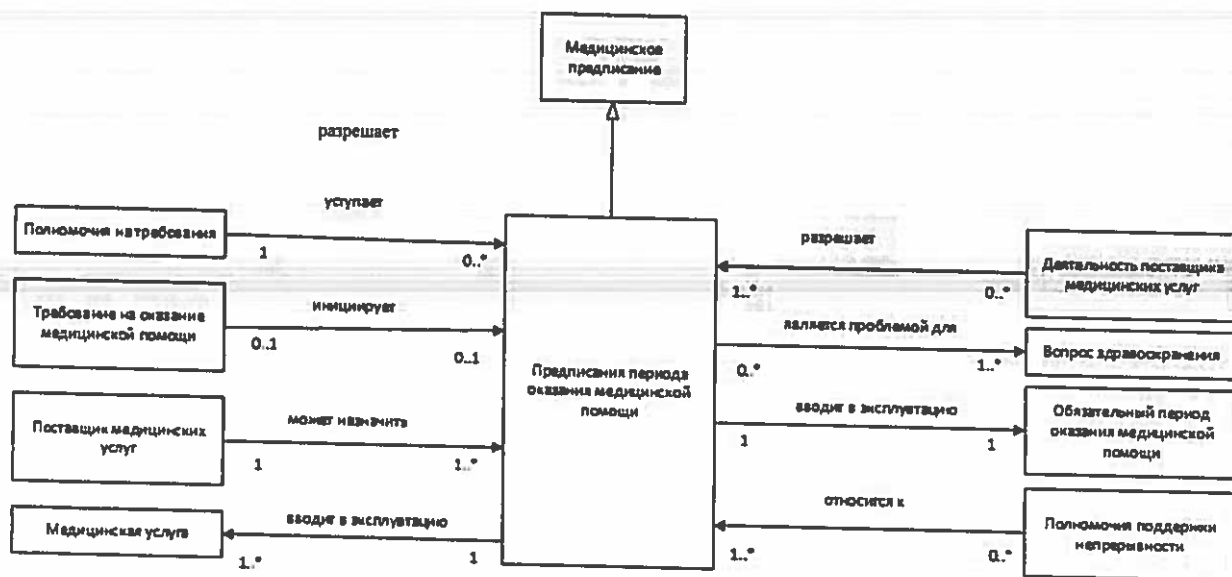 Медицинское
предписание
разрешает
уступает
Полномочия на требования
1
0..*
разрешает
Деятельность поставщика
медицинских услуг
1..*
0..*
Требование на оказание
медицинской помощи
инициирует
0..1
0..1
является проблемой для
Вопрос здравоохранения
0..*
1..*
Предписания периода
оказания медицинской
помощи
Поставщик медицинских
услуг
может назначить
1
1..*
вводит в эксплуатацию
Обязательный период
оказания медицинской
помощи
1
1
Медицинская услуга
вводит в эксплуатацию
1..*
1
относится к
Полномочия поддержки
непрерывности
1..*
0..*